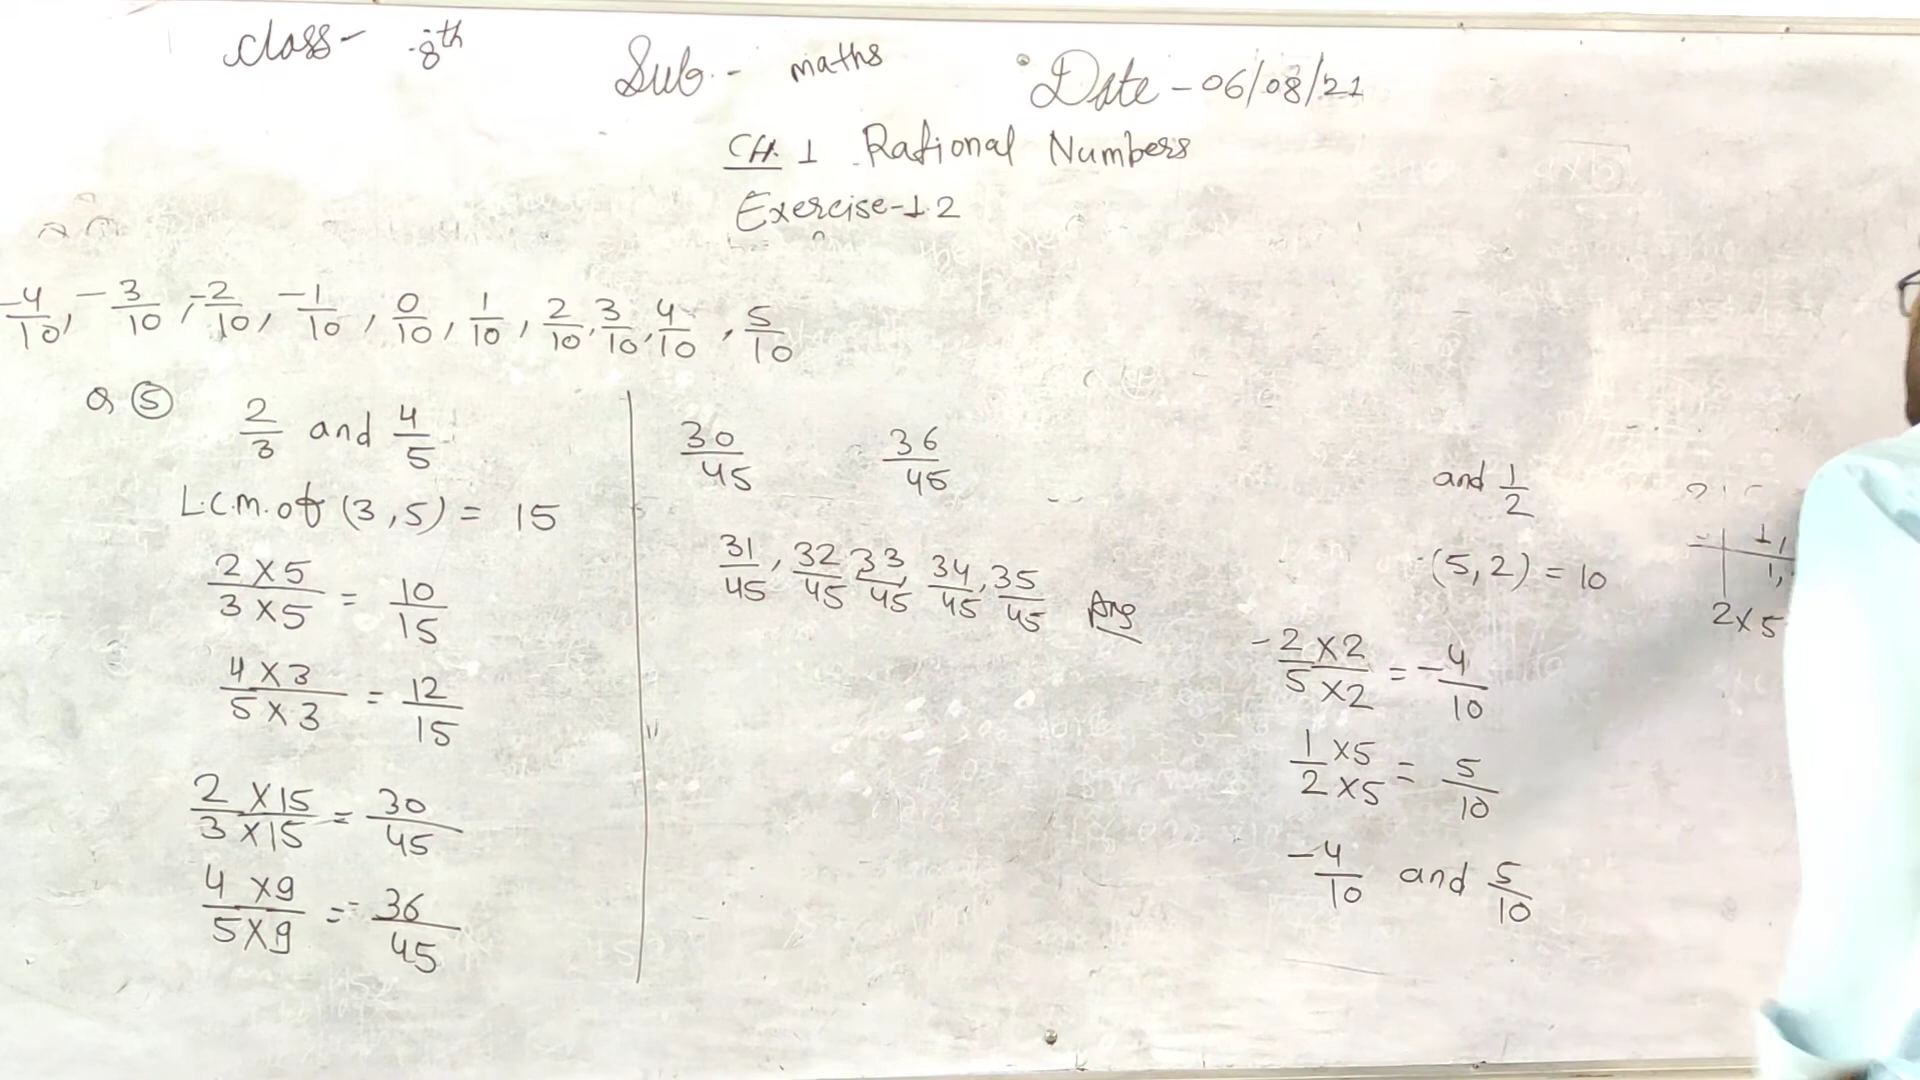 class - 8th Sub. - maths Date - 06/08/21
CH. 1 Rational Numbers
Exercise-1.2
-4/10, -3/10, -2/10, -1/10, 0/10, 1/10, 2/10, 3/10, 4/10, 5/10
Q ⑤ 2/3 and 4/5
L.C.M. of (3,5) = 15
2×5/3×5 = 10/15
4×3/5×3 = 12/15
2×15/3×15 = 30/45
4×9/5×9 = 36/45
30/45 36/45
31/45, 32/45 33/45, 34/45, 35/45 Ans
and 1/2
(5,2) = 10
-2×2/5×2 = -4/10
1×5/2×5 = 5/10
-4/10 and 5/10
1,
1,
2×5